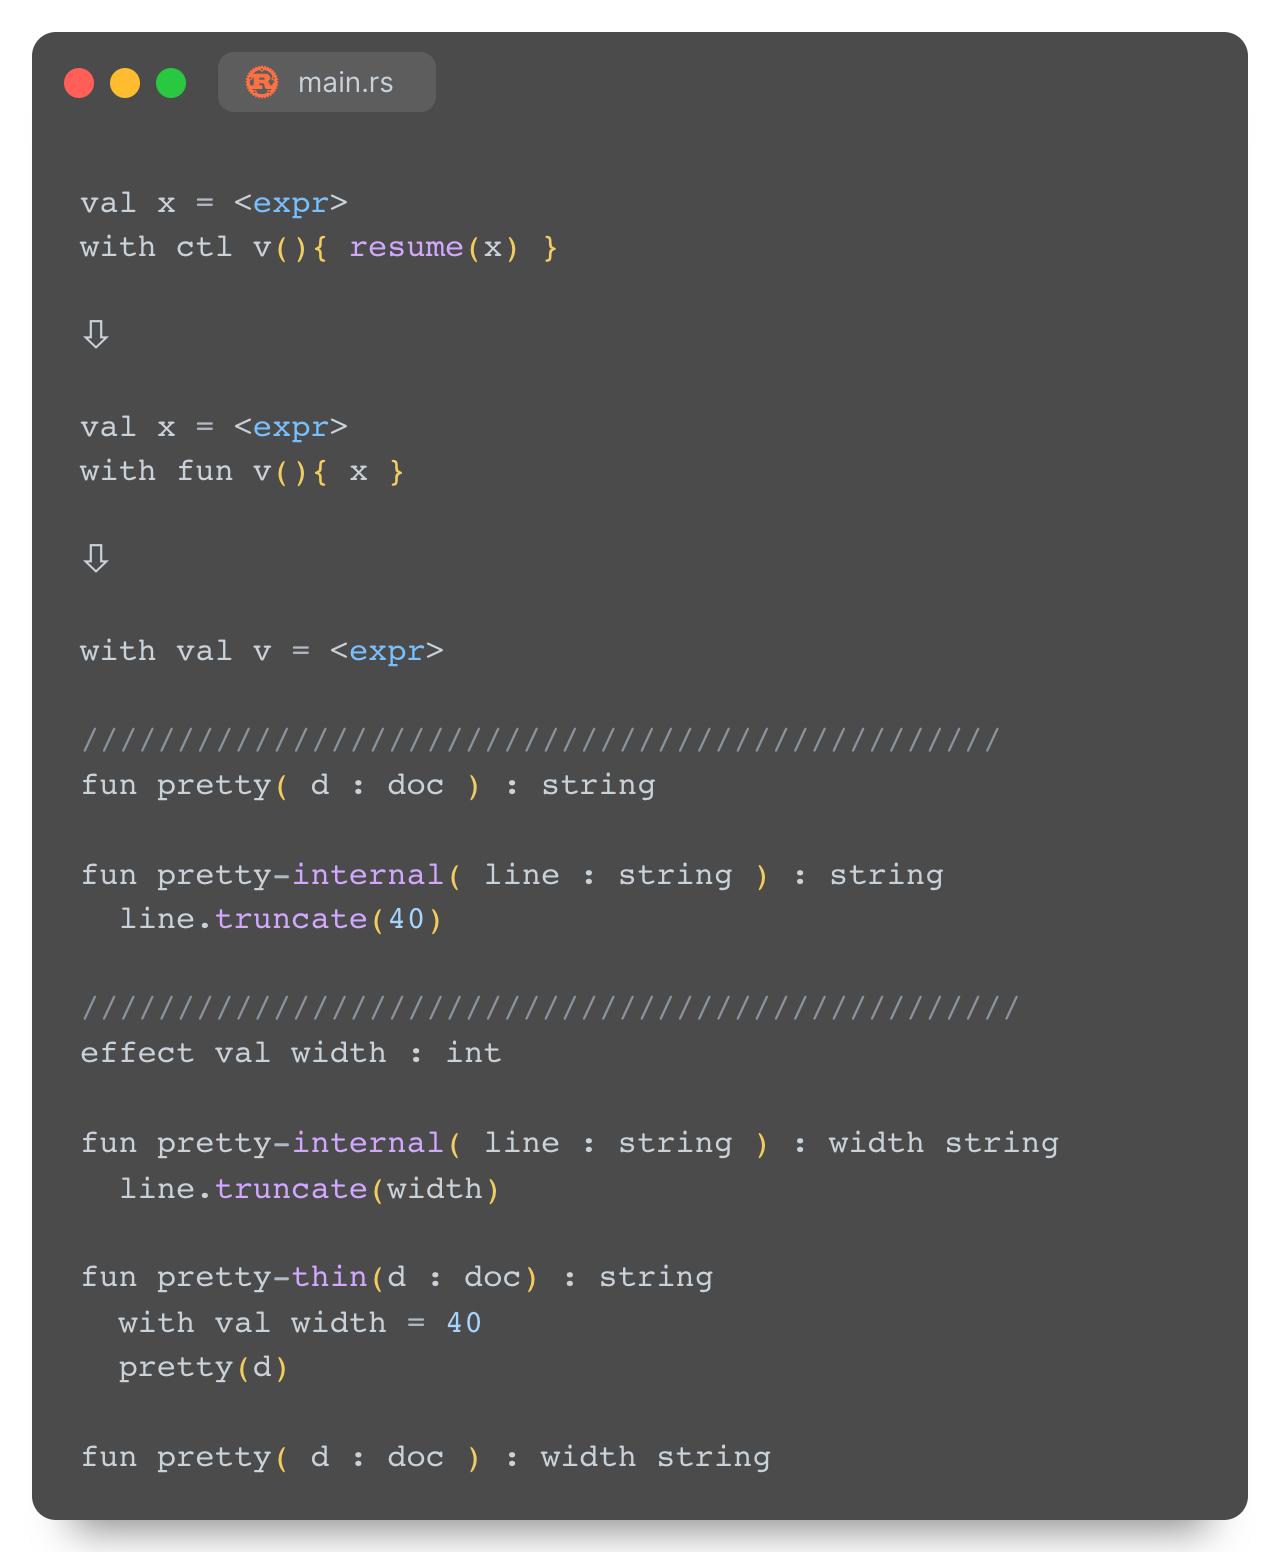 main.rs
val x = <expr>
with ctl v(){ resume(x) }
⇩
val x = <expr>
with fun v(){ x }
⇩
with val v = <expr>
////////////////////////////////////////////////
fun pretty( d : doc ) : string
fun pretty-internal( line : string ) : string
  line.truncate(40)
/////////////////////////////////////////////////
effect val width : int
fun pretty-internal( line : string ) : width string
  line.truncate(width)
fun pretty-thin(d : doc) : string
  with val width = 40
  pretty(d)
fun pretty( d : doc ) : width string